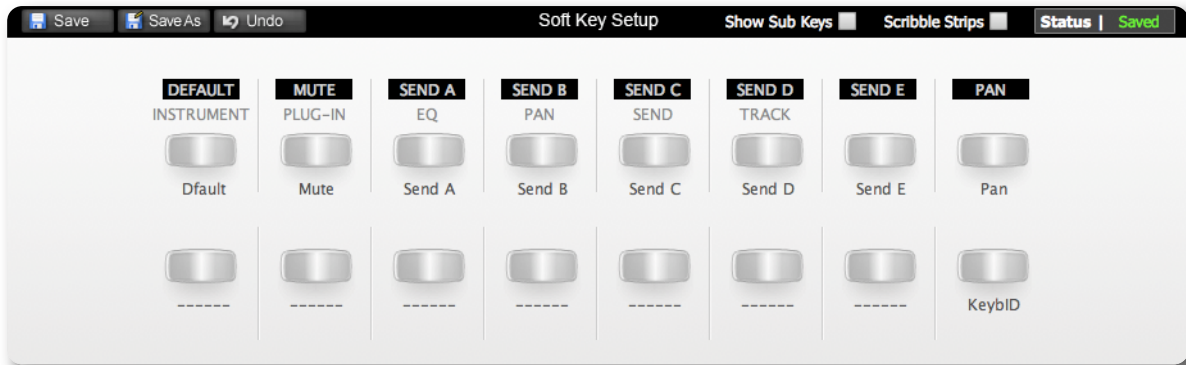 Save Save As Undo Soft Key Setup Show Sub Keys Scribble Strips Status | Saved
DEFAULT MUTE SEND A SEND B SEND C SEND D SEND E PAN
INSTRUMENT PLUG-IN EQ PAN SEND TRACK
Dfault Mute Send A Send B Send C Send D Send E Pan
------ ------ ------ ------ ------ ------ ------ KeybID